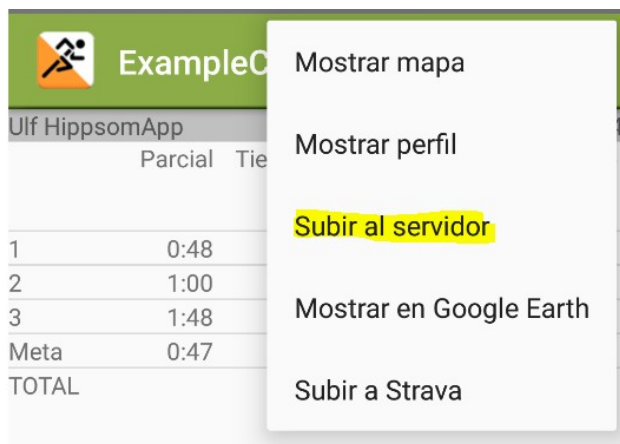 ExampleC
Mostrar mapa
Ulf HippsomApp
Mostrar perfil
Parcial Tie
Subir al servidor
1 0:48
2 1:00
3 1:48
Mostrar en Google Earth
Meta 0:47
TOTAL
Subir a Strava